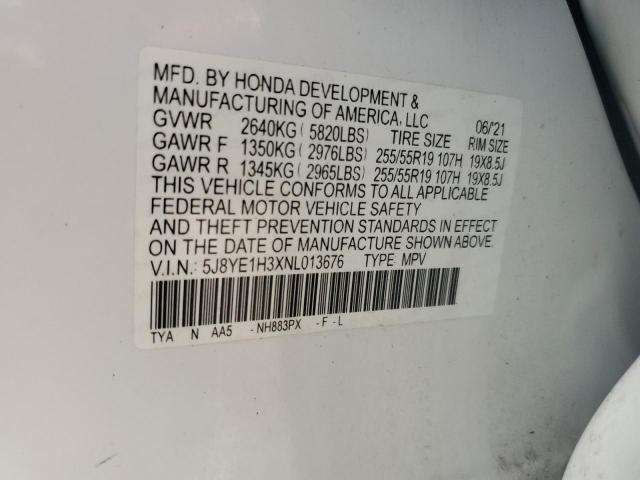 MFD. BY HONDA DEVELOPMENT &
MANUFACTURING OF AMERICA, LLC 06/'21
GVWR 2640KG ( 5820LBS) TIRE SIZE RIM SIZE
GAWR F 1350KG ( 2976LBS) 255/55R19 107H 19X8.5J
GAWR R 1345KG ( 2965LBS) 255/55R19 107H 19X8.5J
THIS VEHICLE CONFORMS TO ALL APPLICABLE
FEDERAL MOTOR VEHICLE SAFETY
AND THEFT PREVENTION STANDARDS IN EFFECT
ON THE DATE OF MANUFACTURE SHOWN ABOVE.
V.I.N.: 5J8YE1H3XNL013676 TYPE: MPV
TYA N AA5 -NH883PX -F-L